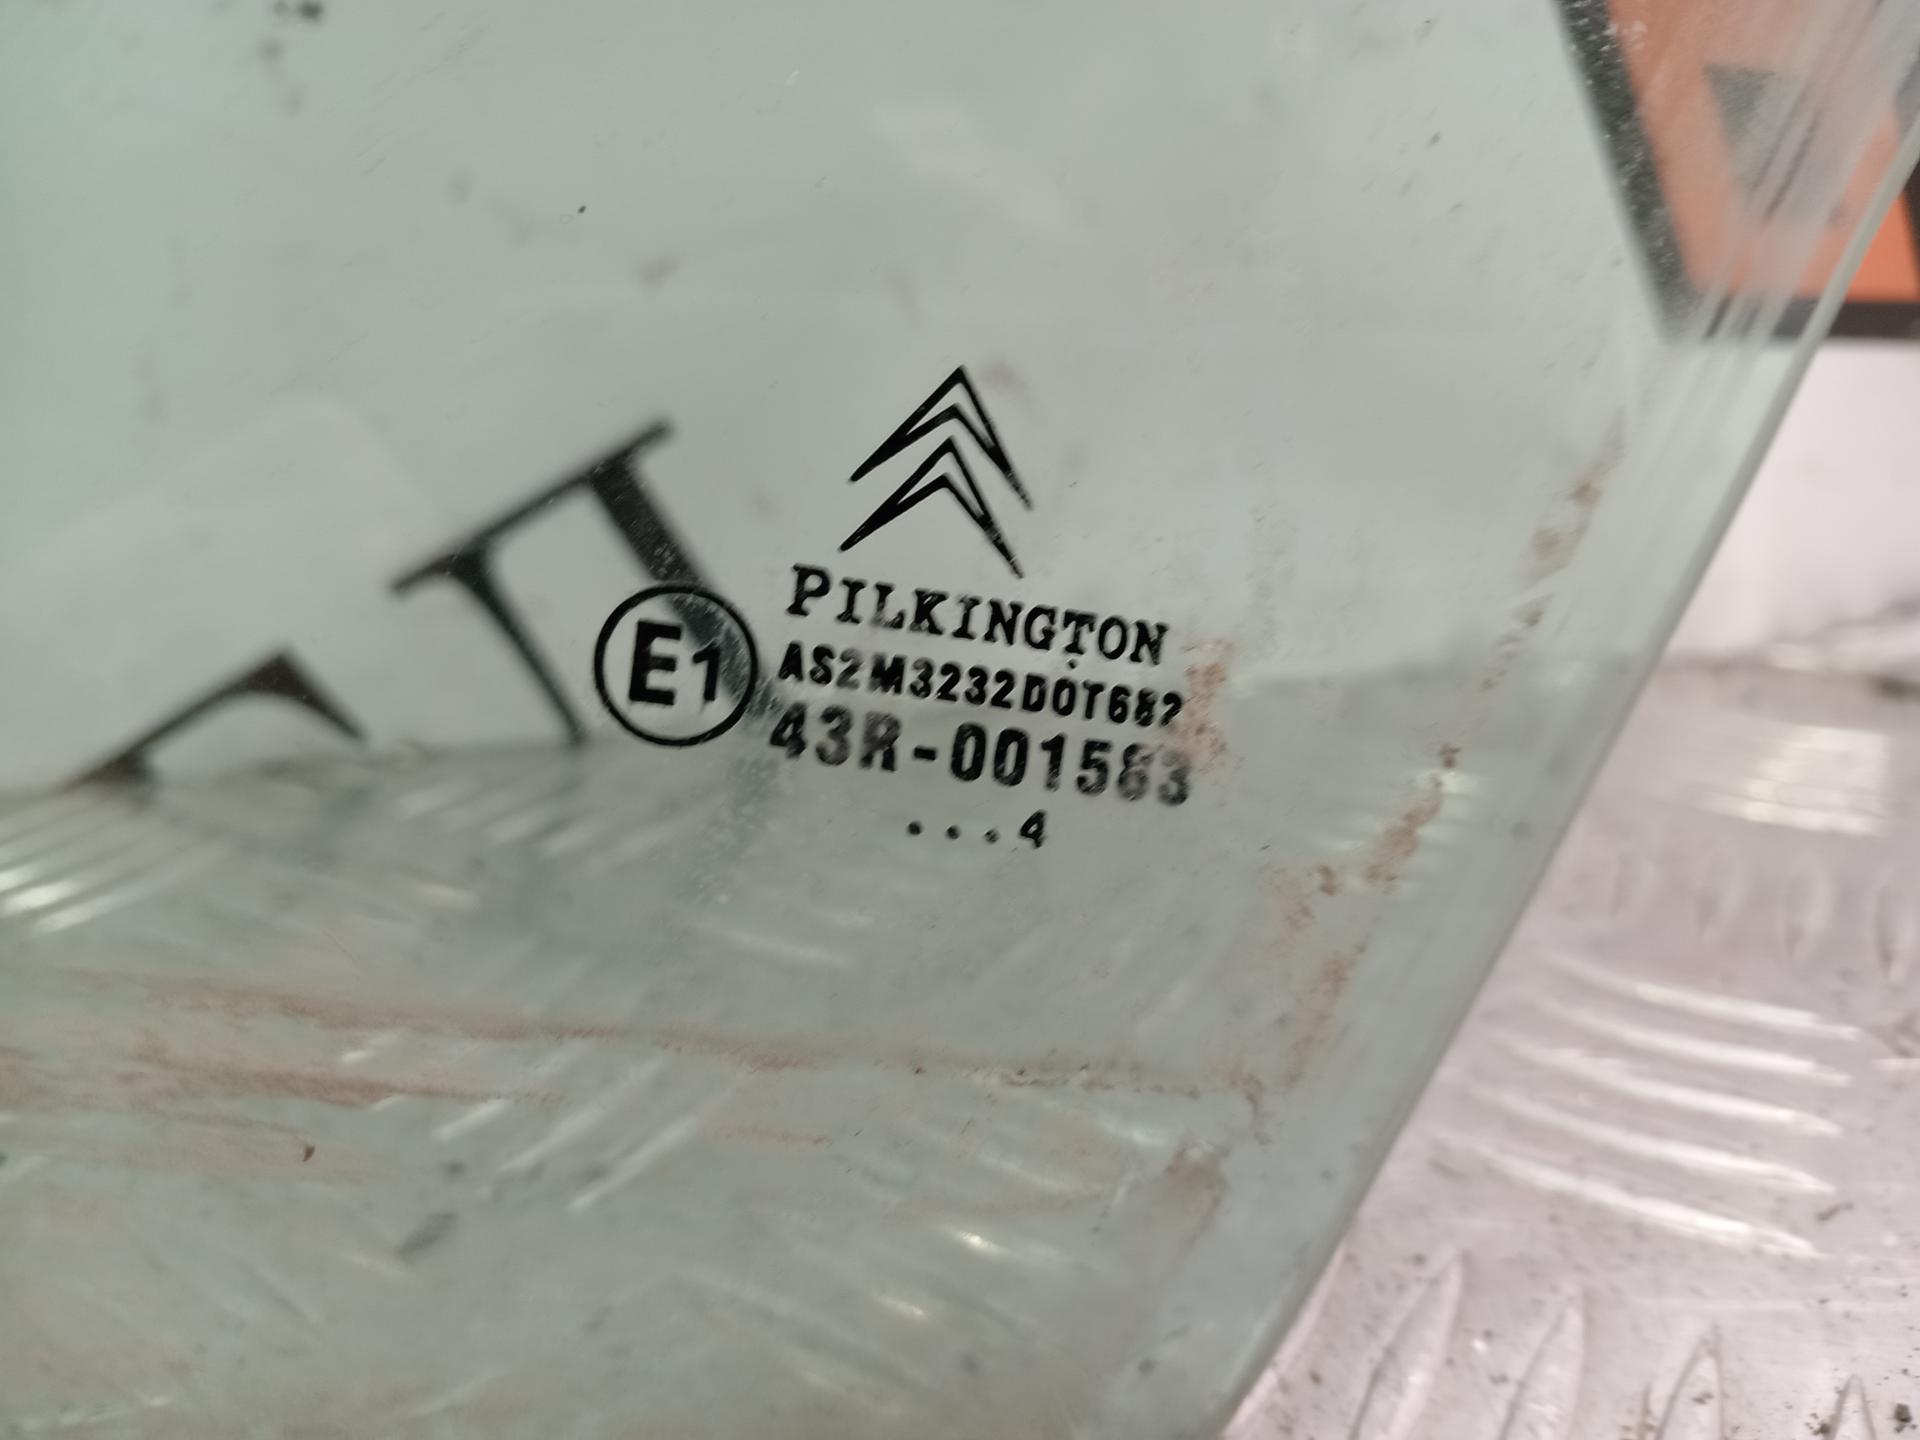 PILKINGTON
E1
AS2M3232DOT682
43R-001583
...4